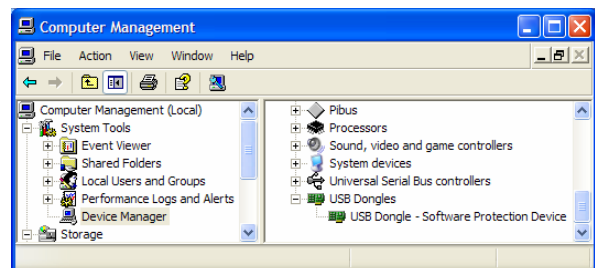 Computer Management
File Action View Window Help
Computer Management (Local)
System Tools
Event Viewer
Shared Folders
Local Users and Groups
Performance Logs and Alerts
Device Manager
Storage
Pibus
Processors
Sound, video and game controllers
System devices
Universal Serial Bus controllers
USB Dongles
USB Dongle - Software Protection Device